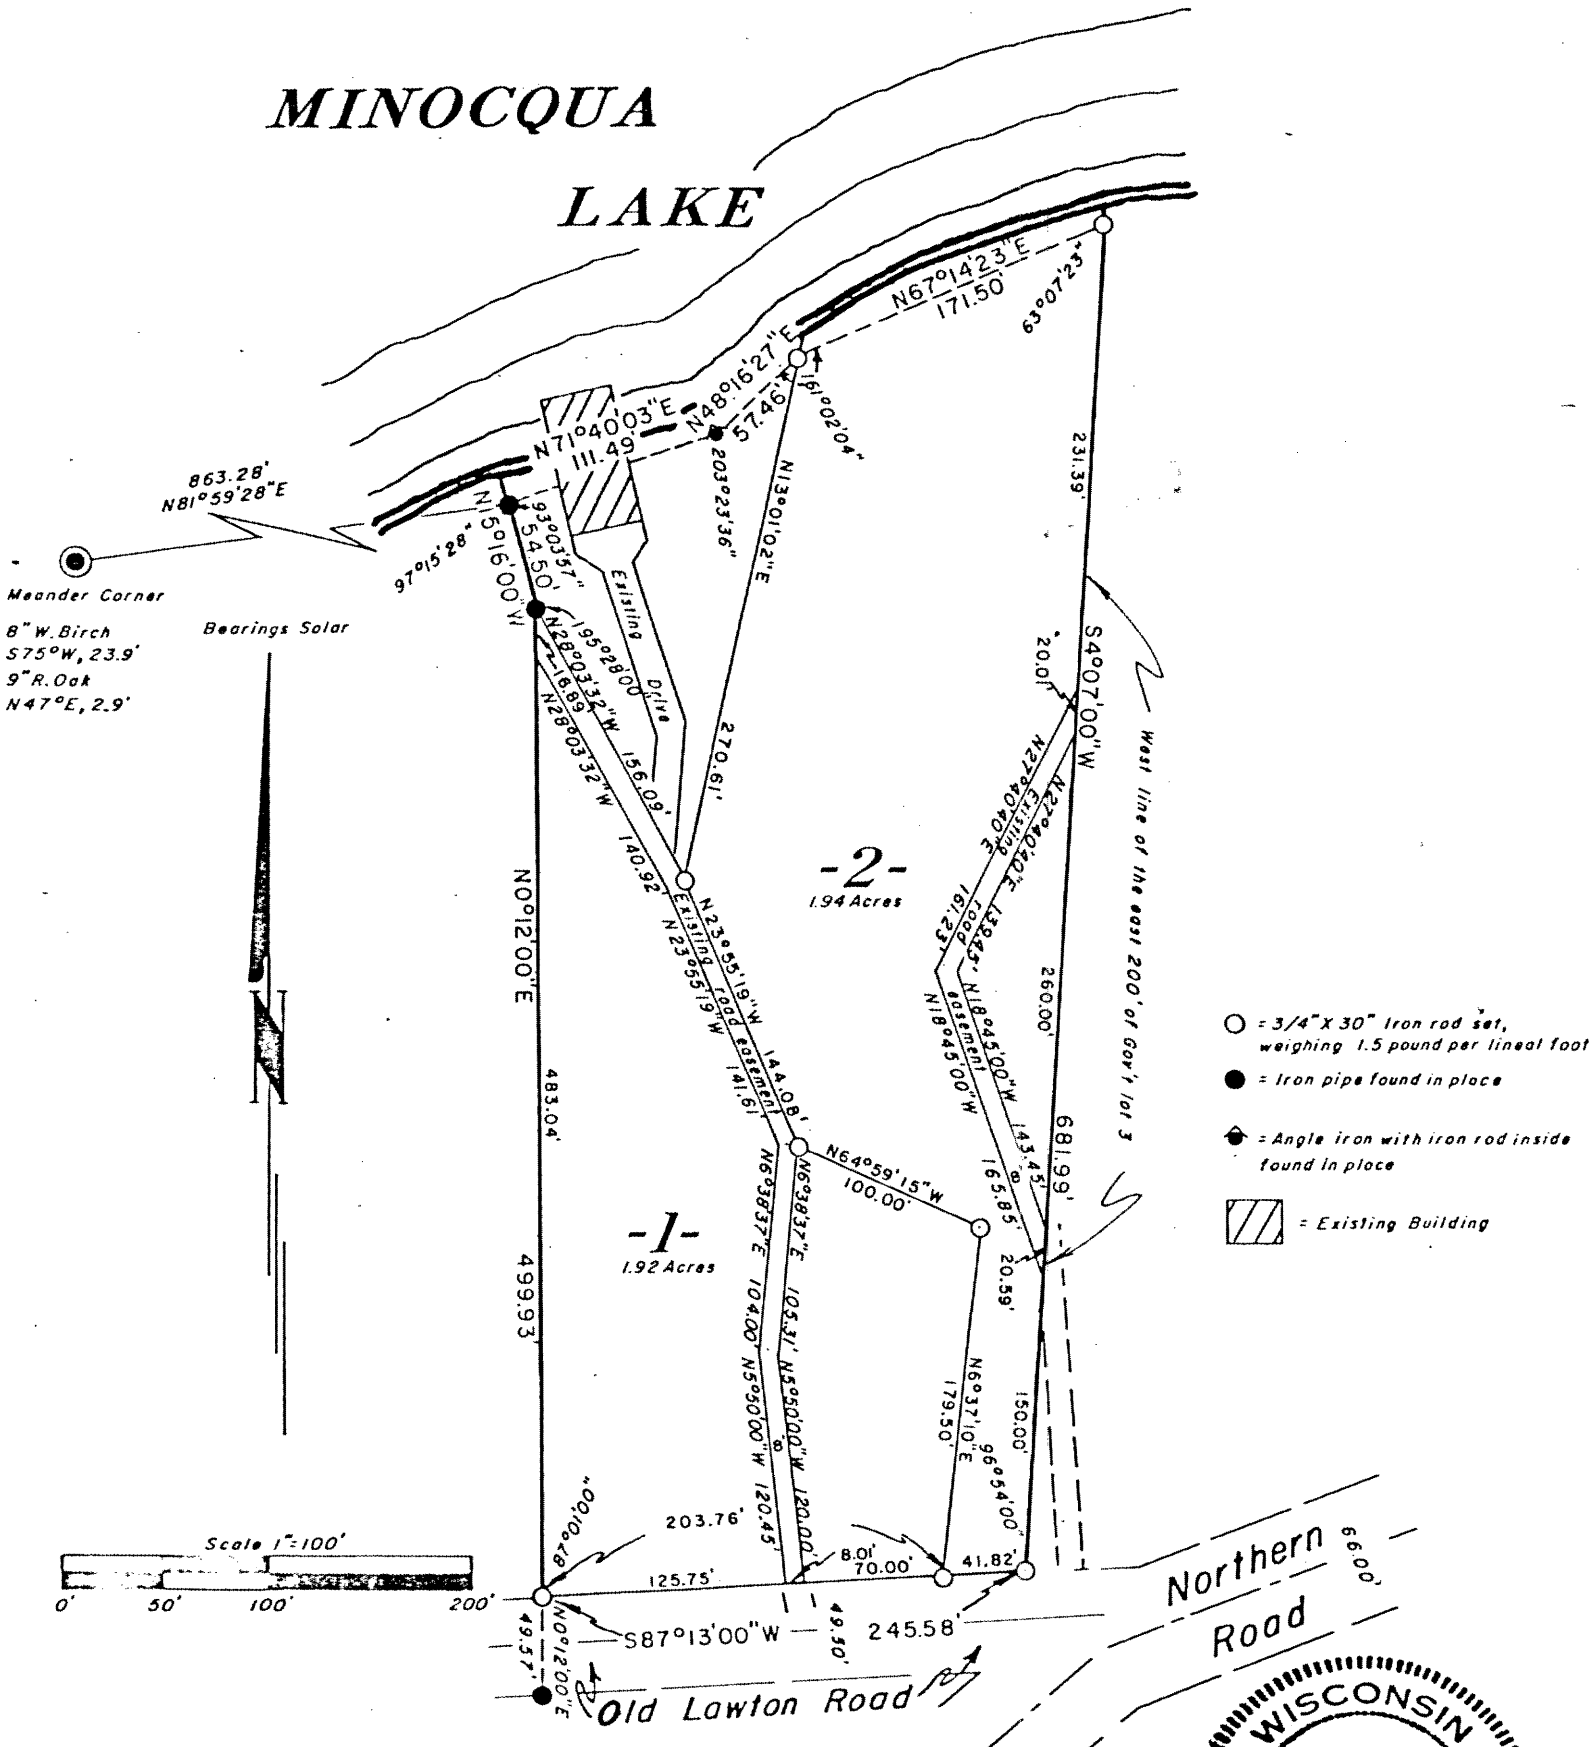 MINOCQUA
LAKE
N67°14'23"E
171.50'
63°07'23"
N48°16'27"E
57.46'
161°02'04"
N71°40'03"E
111.49'
203°23'36"
863.28'
N81°59'28"E
97°15'28"
93°03'57"
54.50'
N15°16'00"W
Meander Corner
8" W. Birch
S75°W, 23.9'
9" R. Oak
N47°E, 2.9'
Bearings Solar
195°28'00"
N28°03'32"W
156.09'
16.89'
N28°03'32"W
140.92'
Existing Drive
N13°01'02"E
270.61'
231.39'
S4°07'00"W
20.01'
West line of the east 200' of Gov't lot 3
N27°40'40"E
161.23'
Existing road easement
N27°40'40"E
139.45'
N18°45'00"W
143.45'
N18°45'00"W
165.85'
260.00'
681.99'
20.59'
150.00'
-2-
1.94 Acres
N0°12'00"E
483.04'
499.93'
N23°55'19"W
144.08'
Existing road easement
N23°55'19"W
141.61'
N64°59'15"W
100.00'
N6°38'37"E
104.00'
N6°38'37"E
105.31'
N5°50'00"W
120.45'
N5°50'00"W
120.00'
-1-
1.92 Acres
N6°37'10"E
179.50'
96°54'00"
87°01'00"
203.76'
125.75'
8.01'
70.00'
41.82'
S87°13'00"W
245.58'
49.50'
N0°12'00"E
49.57'
Old Lawton Road
Northern
Road
66.00'
Scale 1"=100'
0' 50' 100' 200'
N
= 3/4" X 30" Iron rod set,
weighing 1.5 pound per lineal foot
= Iron pipe found in place
= Angle iron with iron rod inside
found in place
= Existing Building
WISCONSIN